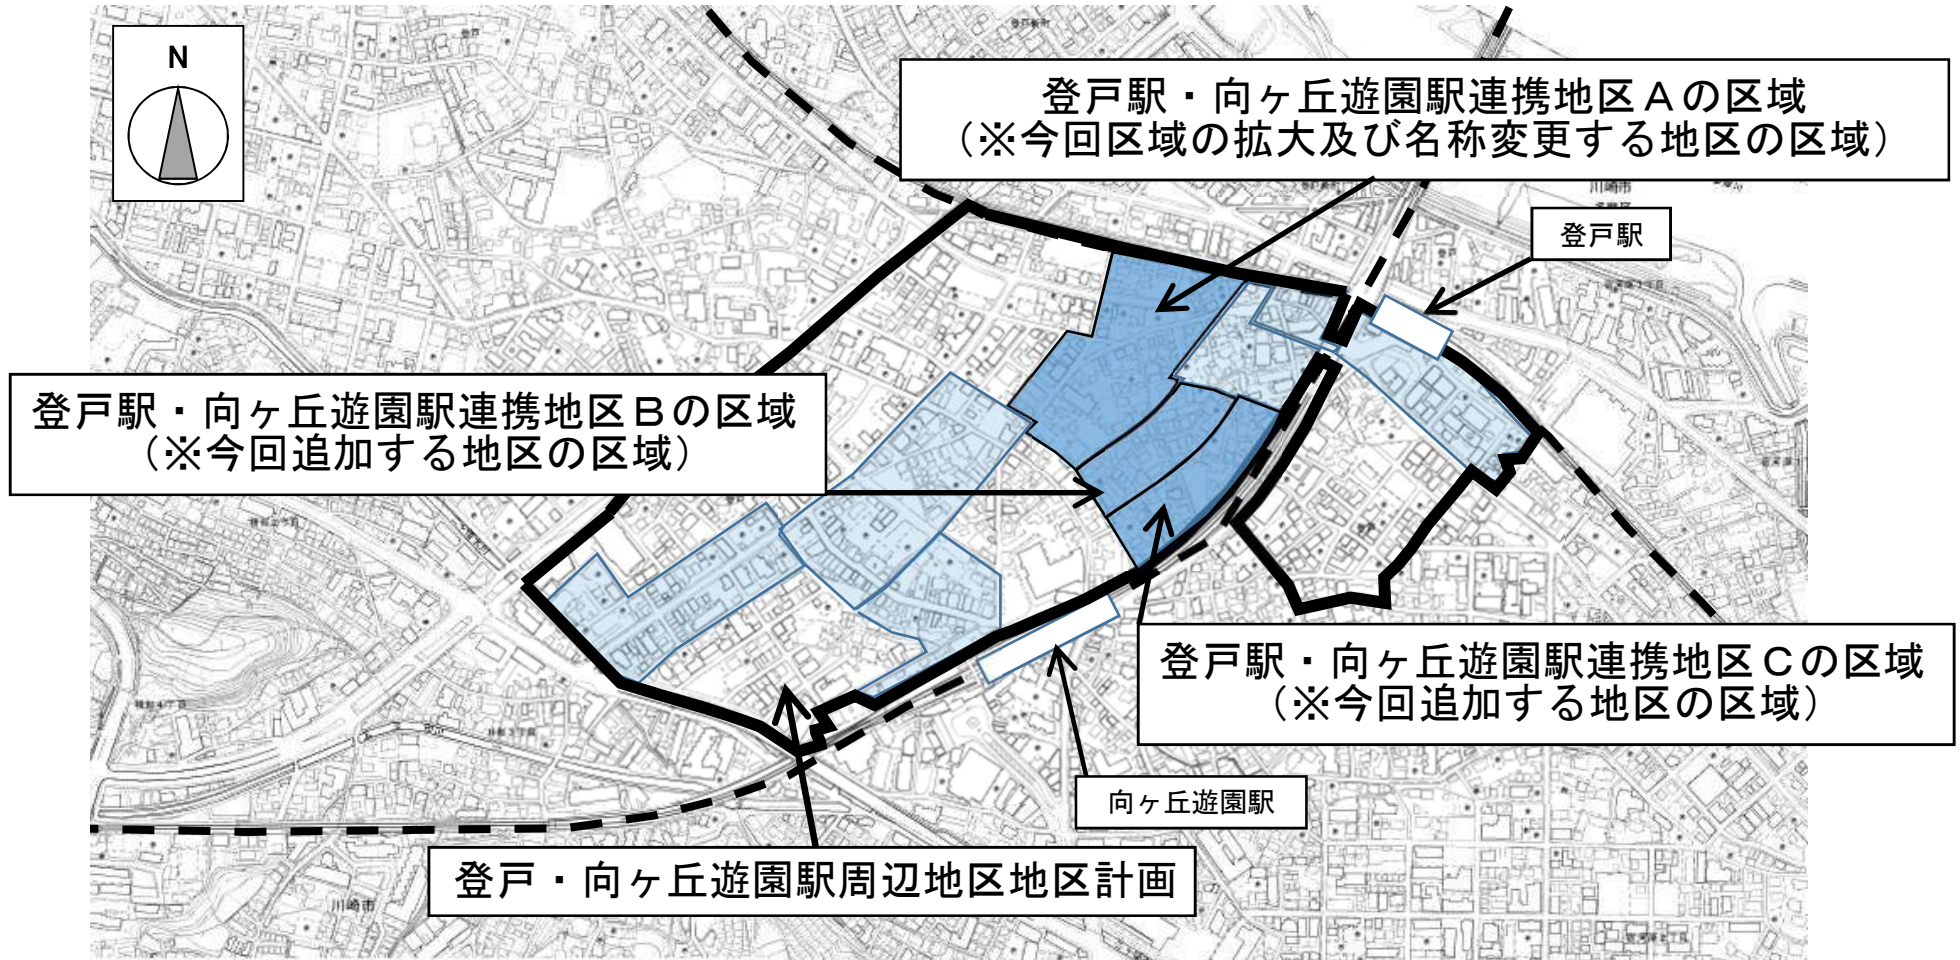 N
登戸駅・向ヶ丘遊園駅連携地区Ａの区域
（※今回区域の拡大及び名称変更する地区の区域）
川崎市
登戸駅
登戸駅・向ヶ丘遊園駅連携地区Ｂの区域
（※今回追加する地区の区域）
登戸駅・向ヶ丘遊園駅連携地区Ｃの区域
（※今回追加する地区の区域）
向ヶ丘遊園駅
登戸・向ヶ丘遊園駅周辺地区地区計画
川崎市